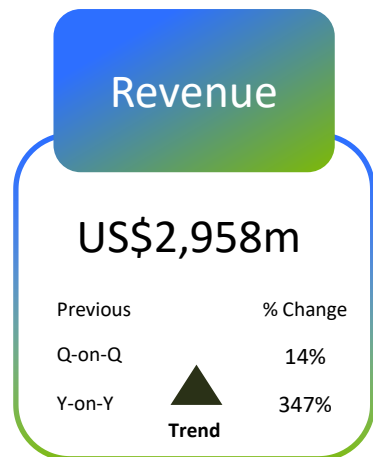 Revenue
US$2,958m
Previous % Change
Q-on-Q 14%
Y-on-Y 347%
Trend